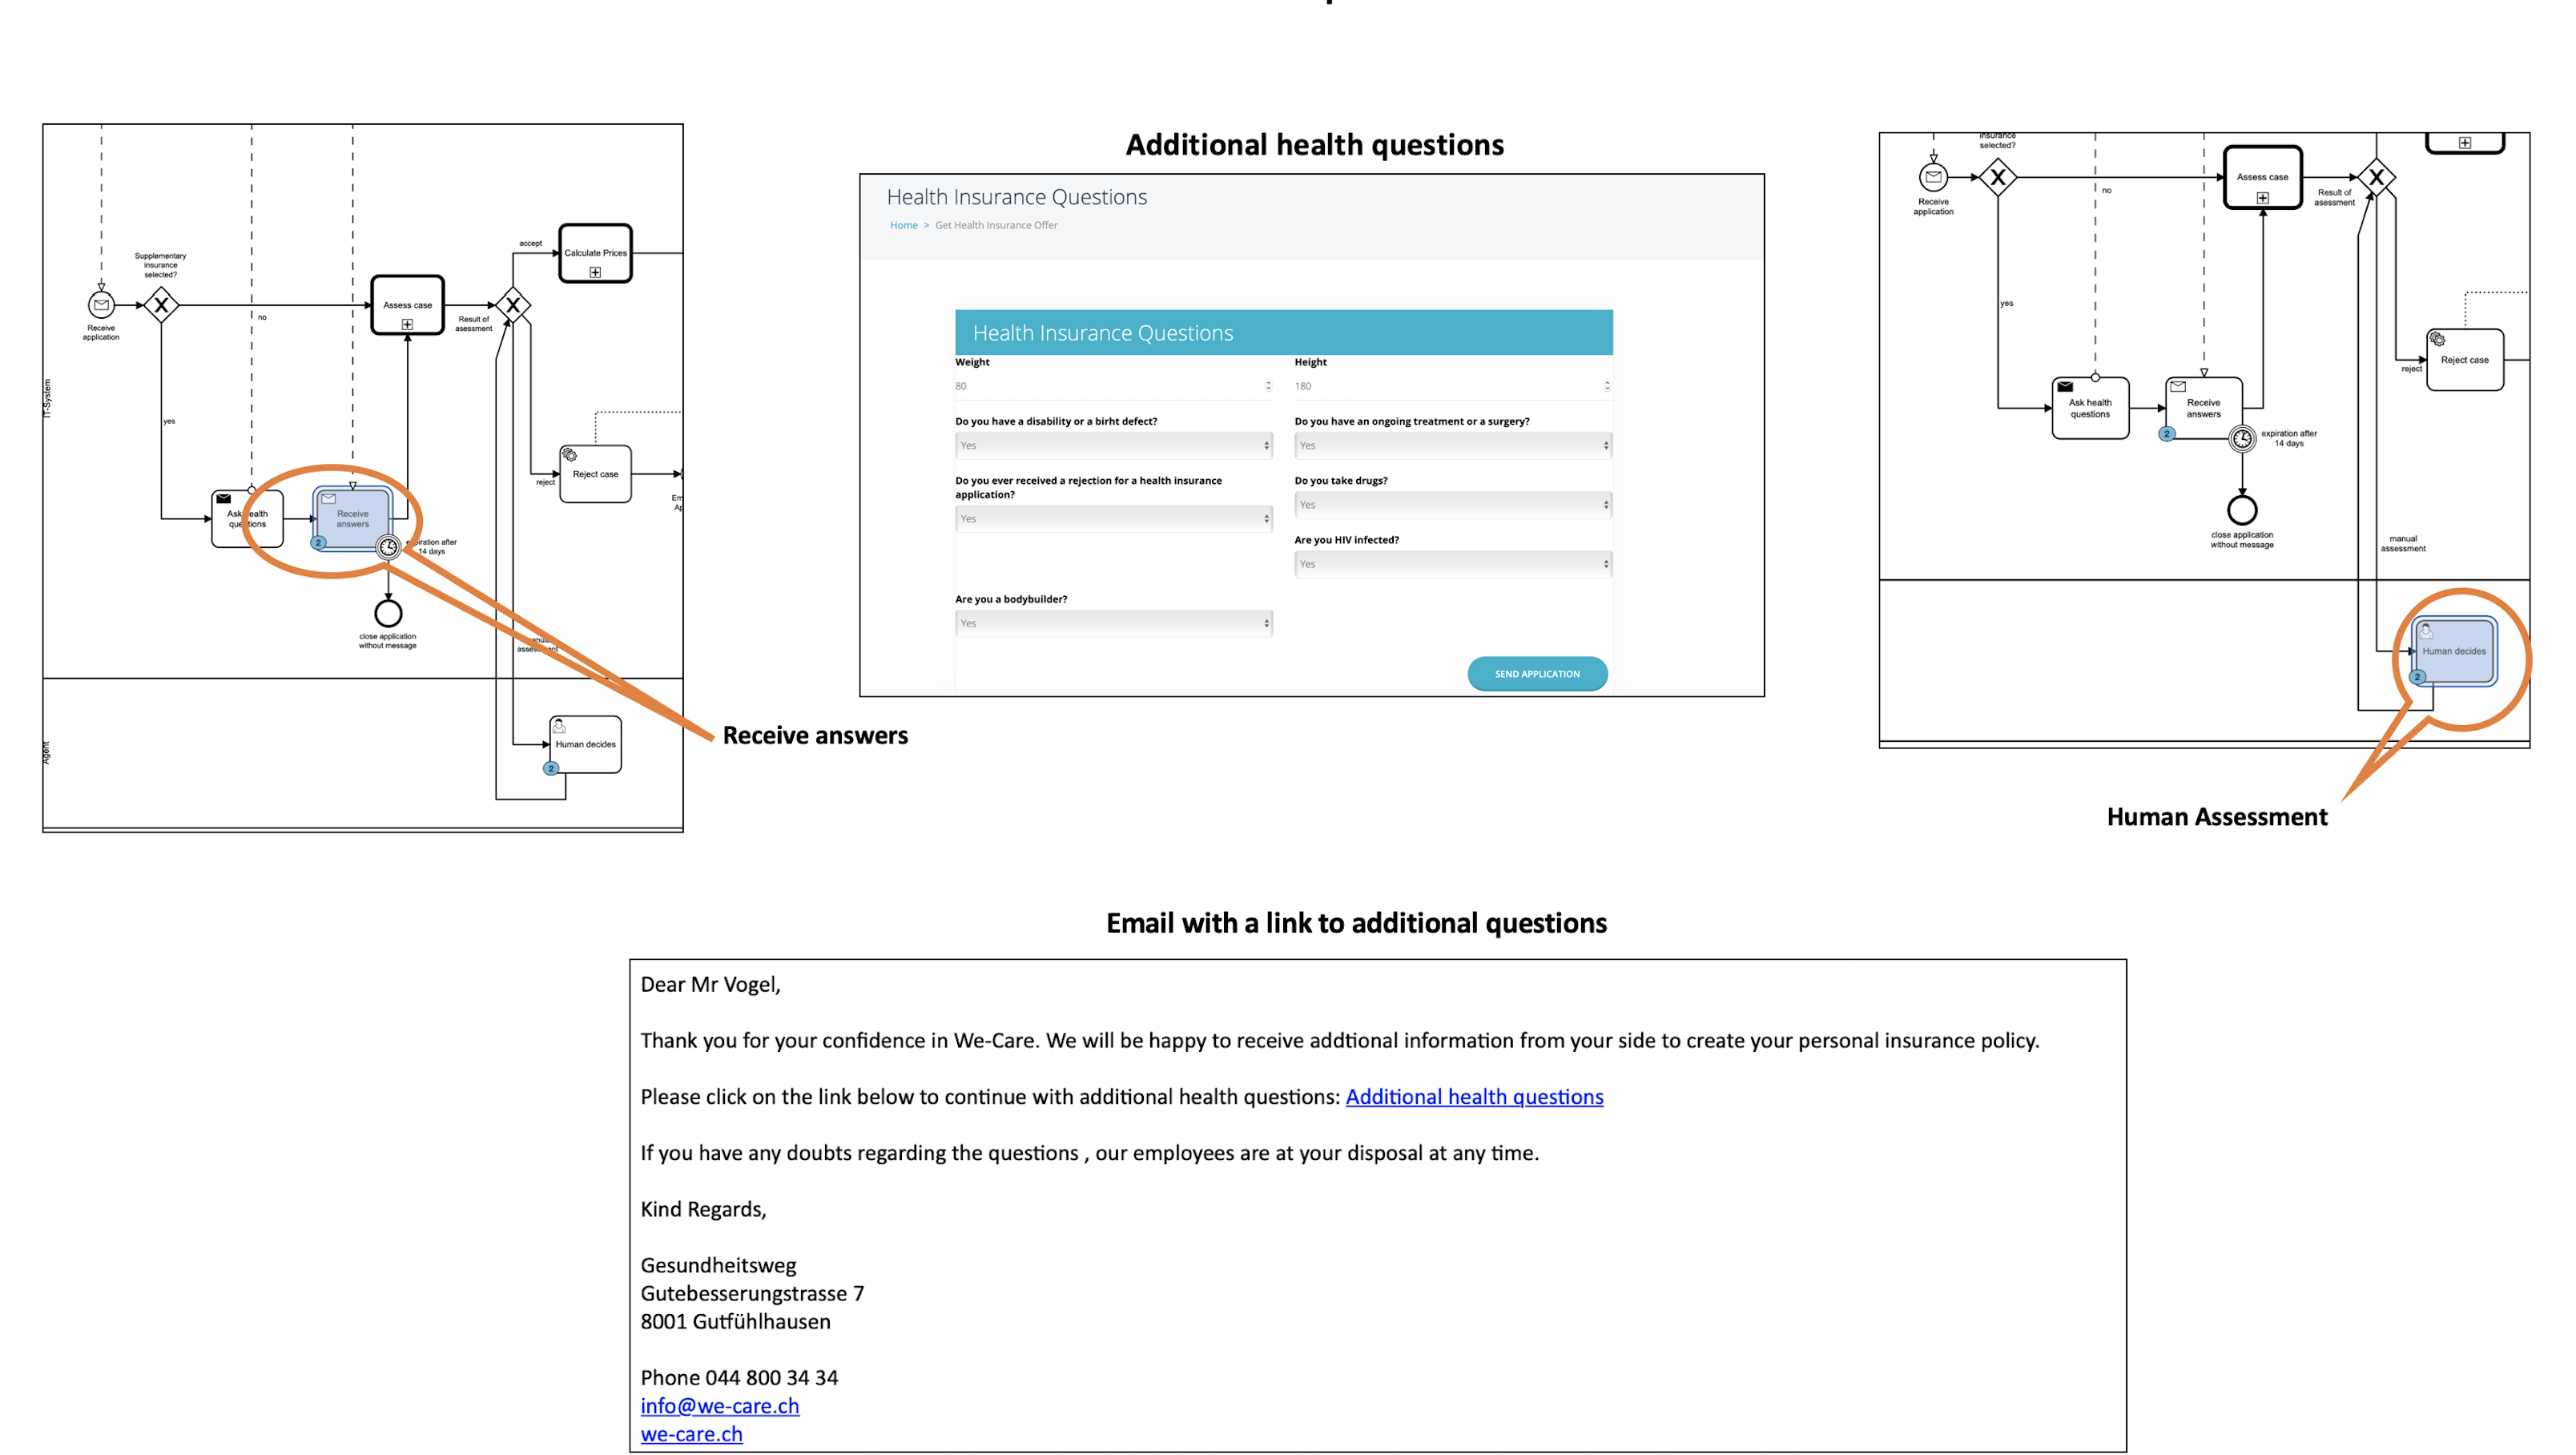 Supplementary
insurance
selected?
Receive
application
no
yes
Assess case
Result of
asessment
accept
Calculate Prices
reject
Reject case
IT-System
Ask health
questions
Receive
answers
2
expiration after
14 days
close application
without message
manual
assessment
Agent
Human decides
2
Receive answers
Additional health questions
Health Insurance Questions
Home > Get Health Insurance Offer
Health Insurance Questions
Weight
Height
80
180
Do you have a disability or a birht defect?
Do you have an ongoing treatment or a surgery?
Yes
Yes
Do you ever received a rejection for a health insurance
application?
Do you take drugs?
Yes
Yes
Are you HIV infected?
Yes
Are you a bodybuilder?
Yes
SEND APPLICATION
insurance
selected?
Receive
application
no
yes
Assess case
Result of
asessment
reject
Reject case
Ask health
questions
Receive
answers
2
expiration after
14 days
close application
without message
manual
assessment
Human decides
2
Human Assessment
Email with a link to additional questions
Dear Mr Vogel,
Thank you for your confidence in We-Care. We will be happy to receive addtional information from your side to create your personal insurance policy.
Please click on the link below to continue with additional health questions: Additional health questions
If you have any doubts regarding the questions , our employees are at your disposal at any time.
Kind Regards,
Gesundheitsweg
Gutebesserungstrasse 7
8001 Gutfühlhausen
Phone 044 800 34 34
info@we-care.ch
we-care.ch